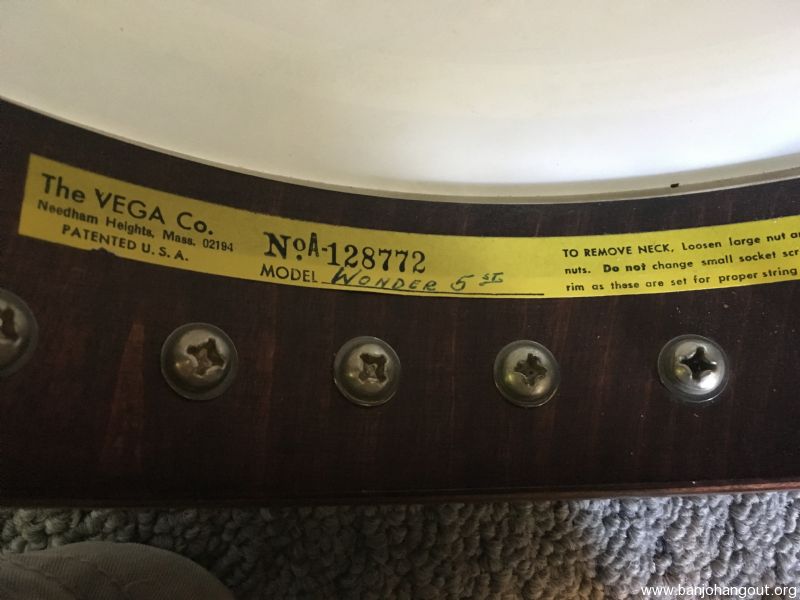 The VEGA Co.
Needham Heights, Mass. 02194
PATENTED U. S. A.
No. A-128772
MODEL WONDER 5 ST
TO REMOVE NECK, Loosen large nut
nuts. Do not change small socket
rim as these are set for proper string
www.banjohangout.org